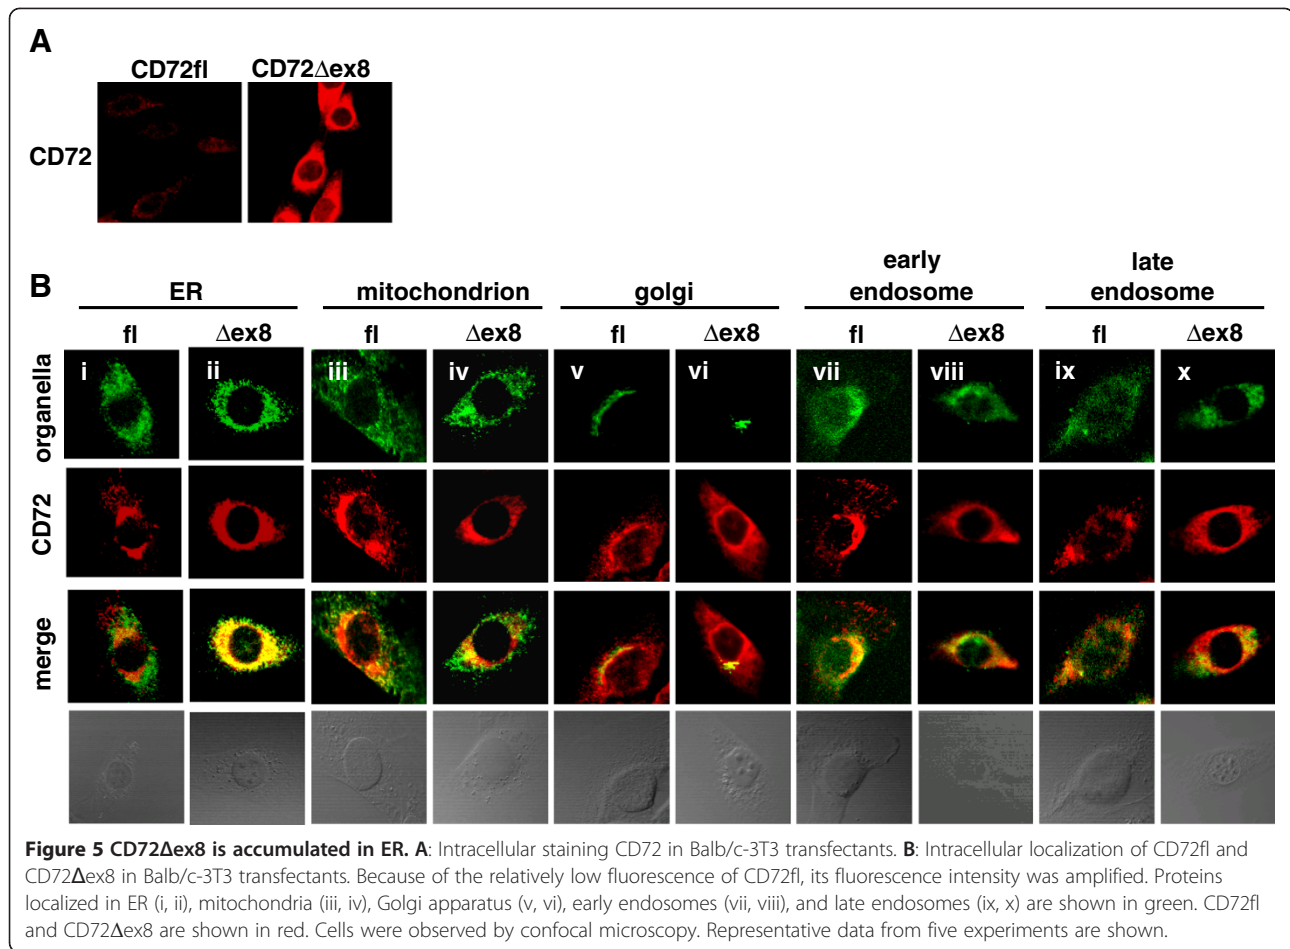 A
CD72fl CD72Δex8
CD72
B
ER mitochondrion golgi early endosome late endosome
fl Δex8 fl Δex8 fl Δex8 fl Δex8 fl Δex8
organella
i ii iii iv v vi vii viii ix x
CD72
merge
Figure 5 CD72Δex8 is accumulated in ER. A: Intracellular staining CD72 in Balb/c-3T3 transfectants. B: Intracellular localization of CD72fl and
CD72Δex8 in Balb/c-3T3 transfectants. Because of the relatively low fluorescence of CD72fl, its fluorescence intensity was amplified. Proteins
localized in ER (i, ii), mitochondria (iii, iv), Golgi apparatus (v, vi), early endosomes (vii, viii), and late endosomes (ix, x) are shown in green. CD72fl
and CD72Δex8 are shown in red. Cells were observed by confocal microscopy. Representative data from five experiments are shown.